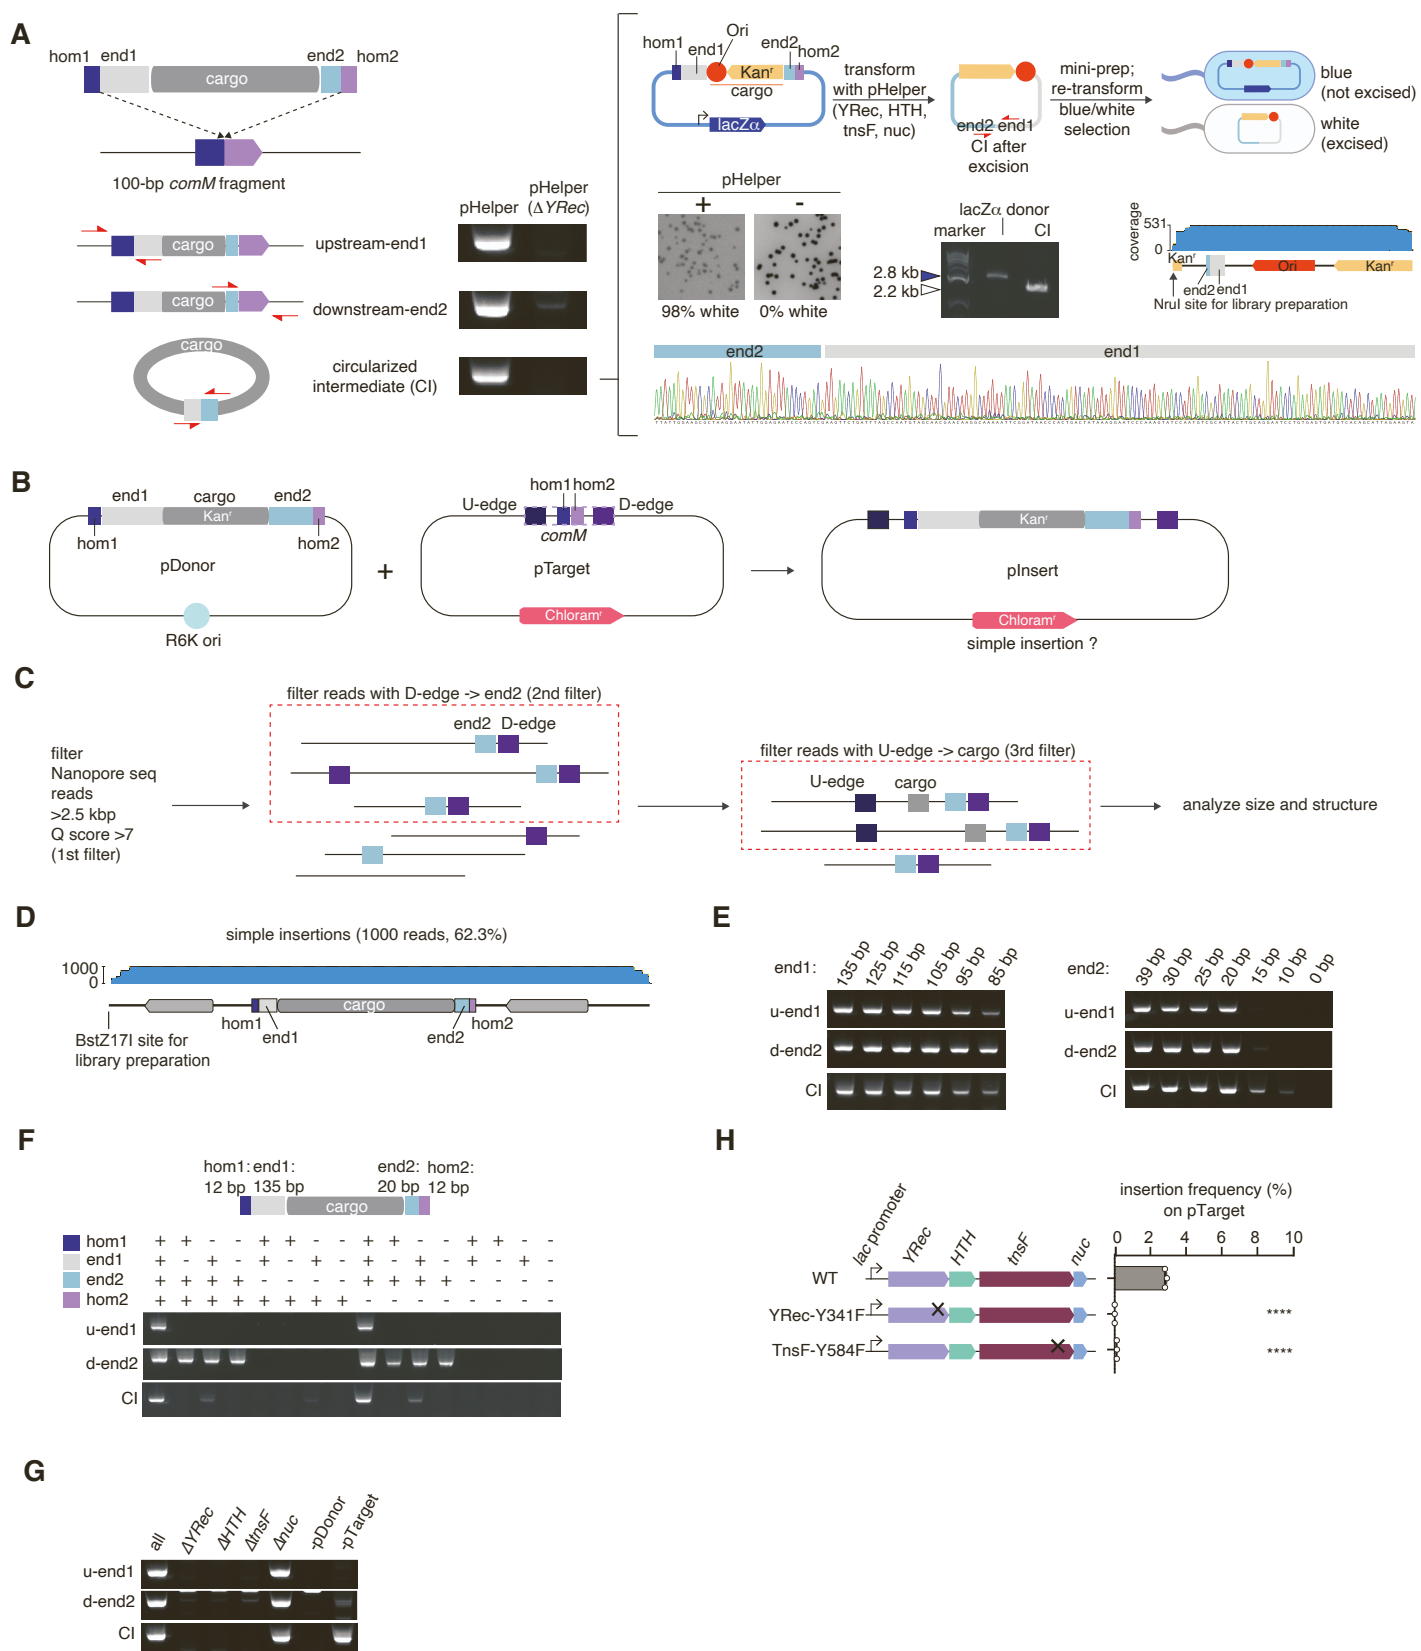 A
hom1 end1 end2 hom2
cargo
100-bp comM fragment
pHelper
pHelper
(ΔYRec)
cargo
upstream-end1
cargo
downstream-end2
cargo
circularized
intermediate (CI)
hom1 end1 Ori end2 hom2
Kanʳ
cargo
lacZα
transform
with pHelper
(YRec, HTH,
tnsF, nuc)
end2 end1
CI after
excision
mini-prep;
re-transform
blue/white
selection
blue
(not excised)
white
(excised)
pHelper
+ -
98% white 0% white
lacZα donor
marker CI
2.8 kb
2.2 kb
coverage
531
0
Kanʳ Ori Kanʳ
end2 end1
NruI site for library preparation
end2 end1
B
end1 cargo end2
Kanʳ
hom1 hom2
pDonor
R6K ori
+
hom1 hom2
U-edge D-edge
comM
pTarget
Chloramʳ
Kanʳ
pInsert
Chloramʳ
simple insertion ?
C
filter
Nanopore seq
reads
>2.5 kbp
Q score >7
(1st filter)
filter reads with D-edge -> end2 (2nd filter)
end2 D-edge
filter reads with U-edge -> cargo (3rd filter)
U-edge cargo
analyze size and structure
D
simple insertions (1000 reads, 62.3%)
1000
0
cargo
hom1 end1 end2 hom2
BstZ17I site for
library preparation
E
end1: 135 bp 125 bp 115 bp 105 bp 95 bp 85 bp
u-end1
d-end2
CI
end2: 39 bp 30 bp 25 bp 20 bp 15 bp 10 bp 0 bp
u-end1
d-end2
CI
F
hom1: end1: end2: hom2:
12 bp 135 bp 20 bp 12 bp
cargo
hom1 + + - - + + - - + + - - + + - -
end1 + - + - + - + - + - + - + - + -
end2 + + + + - - - - + + + + - - - -
hom2 + + + + + + + + - - - - - - - -
u-end1
d-end2
CI
G
all ΔYRec ΔHTH ΔtnsF Δnuc -pDonor -pTarget
u-end1
d-end2
CI
H
insertion frequency (%)
on pTarget
lac promoter YRec HTH tnsF nuc
0 2 4 6 8 10
WT
YRec-Y341F ****
TnsF-Y584F ****